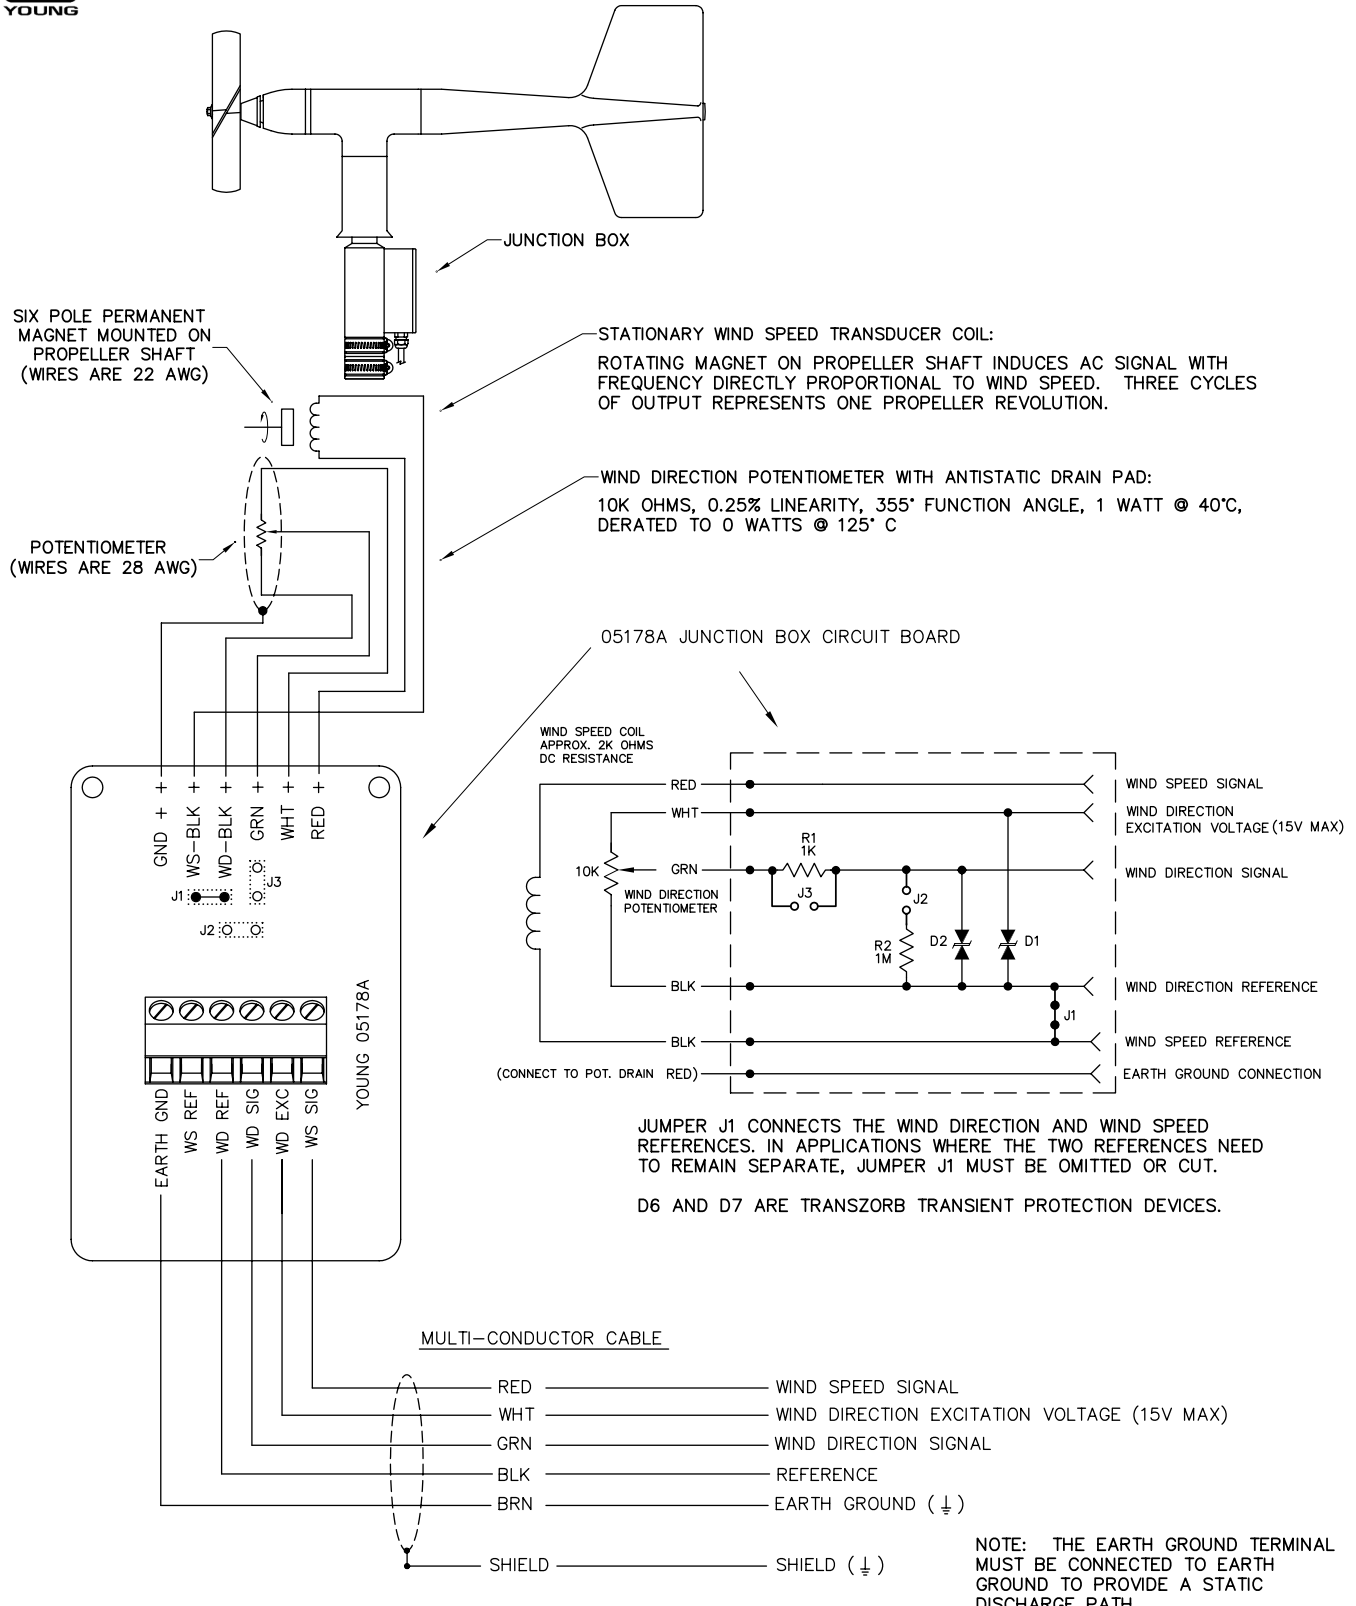 YOUNG
JUNCTION BOX
SIX POLE PERMANENT
MAGNET MOUNTED ON
PROPELLER SHAFT
(WIRES ARE 22 AWG)
STATIONARY WIND SPEED TRANSDUCER COIL:
ROTATING MAGNET ON PROPELLER SHAFT INDUCES AC SIGNAL WITH
FREQUENCY DIRECTLY PROPORTIONAL TO WIND SPEED. THREE CYCLES
OF OUTPUT REPRESENTS ONE PROPELLER REVOLUTION.
WIND DIRECTION POTENTIOMETER WITH ANTISTATIC DRAIN PAD:
10K OHMS, 0.25% LINEARITY, 355° FUNCTION ANGLE, 1 WATT @ 40°C,
DERATED TO 0 WATTS @ 125° C
POTENTIOMETER
(WIRES ARE 28 AWG)
05178A JUNCTION BOX CIRCUIT BOARD
WIND SPEED COIL
APPROX. 2K OHMS
DC RESISTANCE
GND +
+
WS-BLK +
WD-BLK +
GRN +
WHT +
RED +
J1
J3
J2
YOUNG 05178A
EARTH GND
WS REF
WD REF
WD SIG
WD EXC
WS SIG
RED
WIND SPEED SIGNAL
WHT
WIND DIRECTION
EXCITATION VOLTAGE (15V MAX)
R1
1K
10K
GRN
WIND DIRECTION SIGNAL
J3
J2
WIND DIRECTION
POTENTIOMETER
R2
1M
D2
D1
BLK
WIND DIRECTION REFERENCE
J1
BLK
WIND SPEED REFERENCE
(CONNECT TO POT. DRAIN RED)
EARTH GROUND CONNECTION
JUMPER J1 CONNECTS THE WIND DIRECTION AND WIND SPEED
REFERENCES. IN APPLICATIONS WHERE THE TWO REFERENCES NEED
TO REMAIN SEPARATE, JUMPER J1 MUST BE OMITTED OR CUT.
D6 AND D7 ARE TRANSZORB TRANSIENT PROTECTION DEVICES.
MULTI-CONDUCTOR CABLE
RED WIND SPEED SIGNAL
WHT WIND DIRECTION EXCITATION VOLTAGE (15V MAX)
GRN WIND DIRECTION SIGNAL
BLK REFERENCE
BRN EARTH GROUND (⏚)
SHIELD SHIELD (⏚)
NOTE: THE EARTH GROUND TERMINAL
MUST BE CONNECTED TO EARTH
GROUND TO PROVIDE A STATIC
DISCHARGE PATH